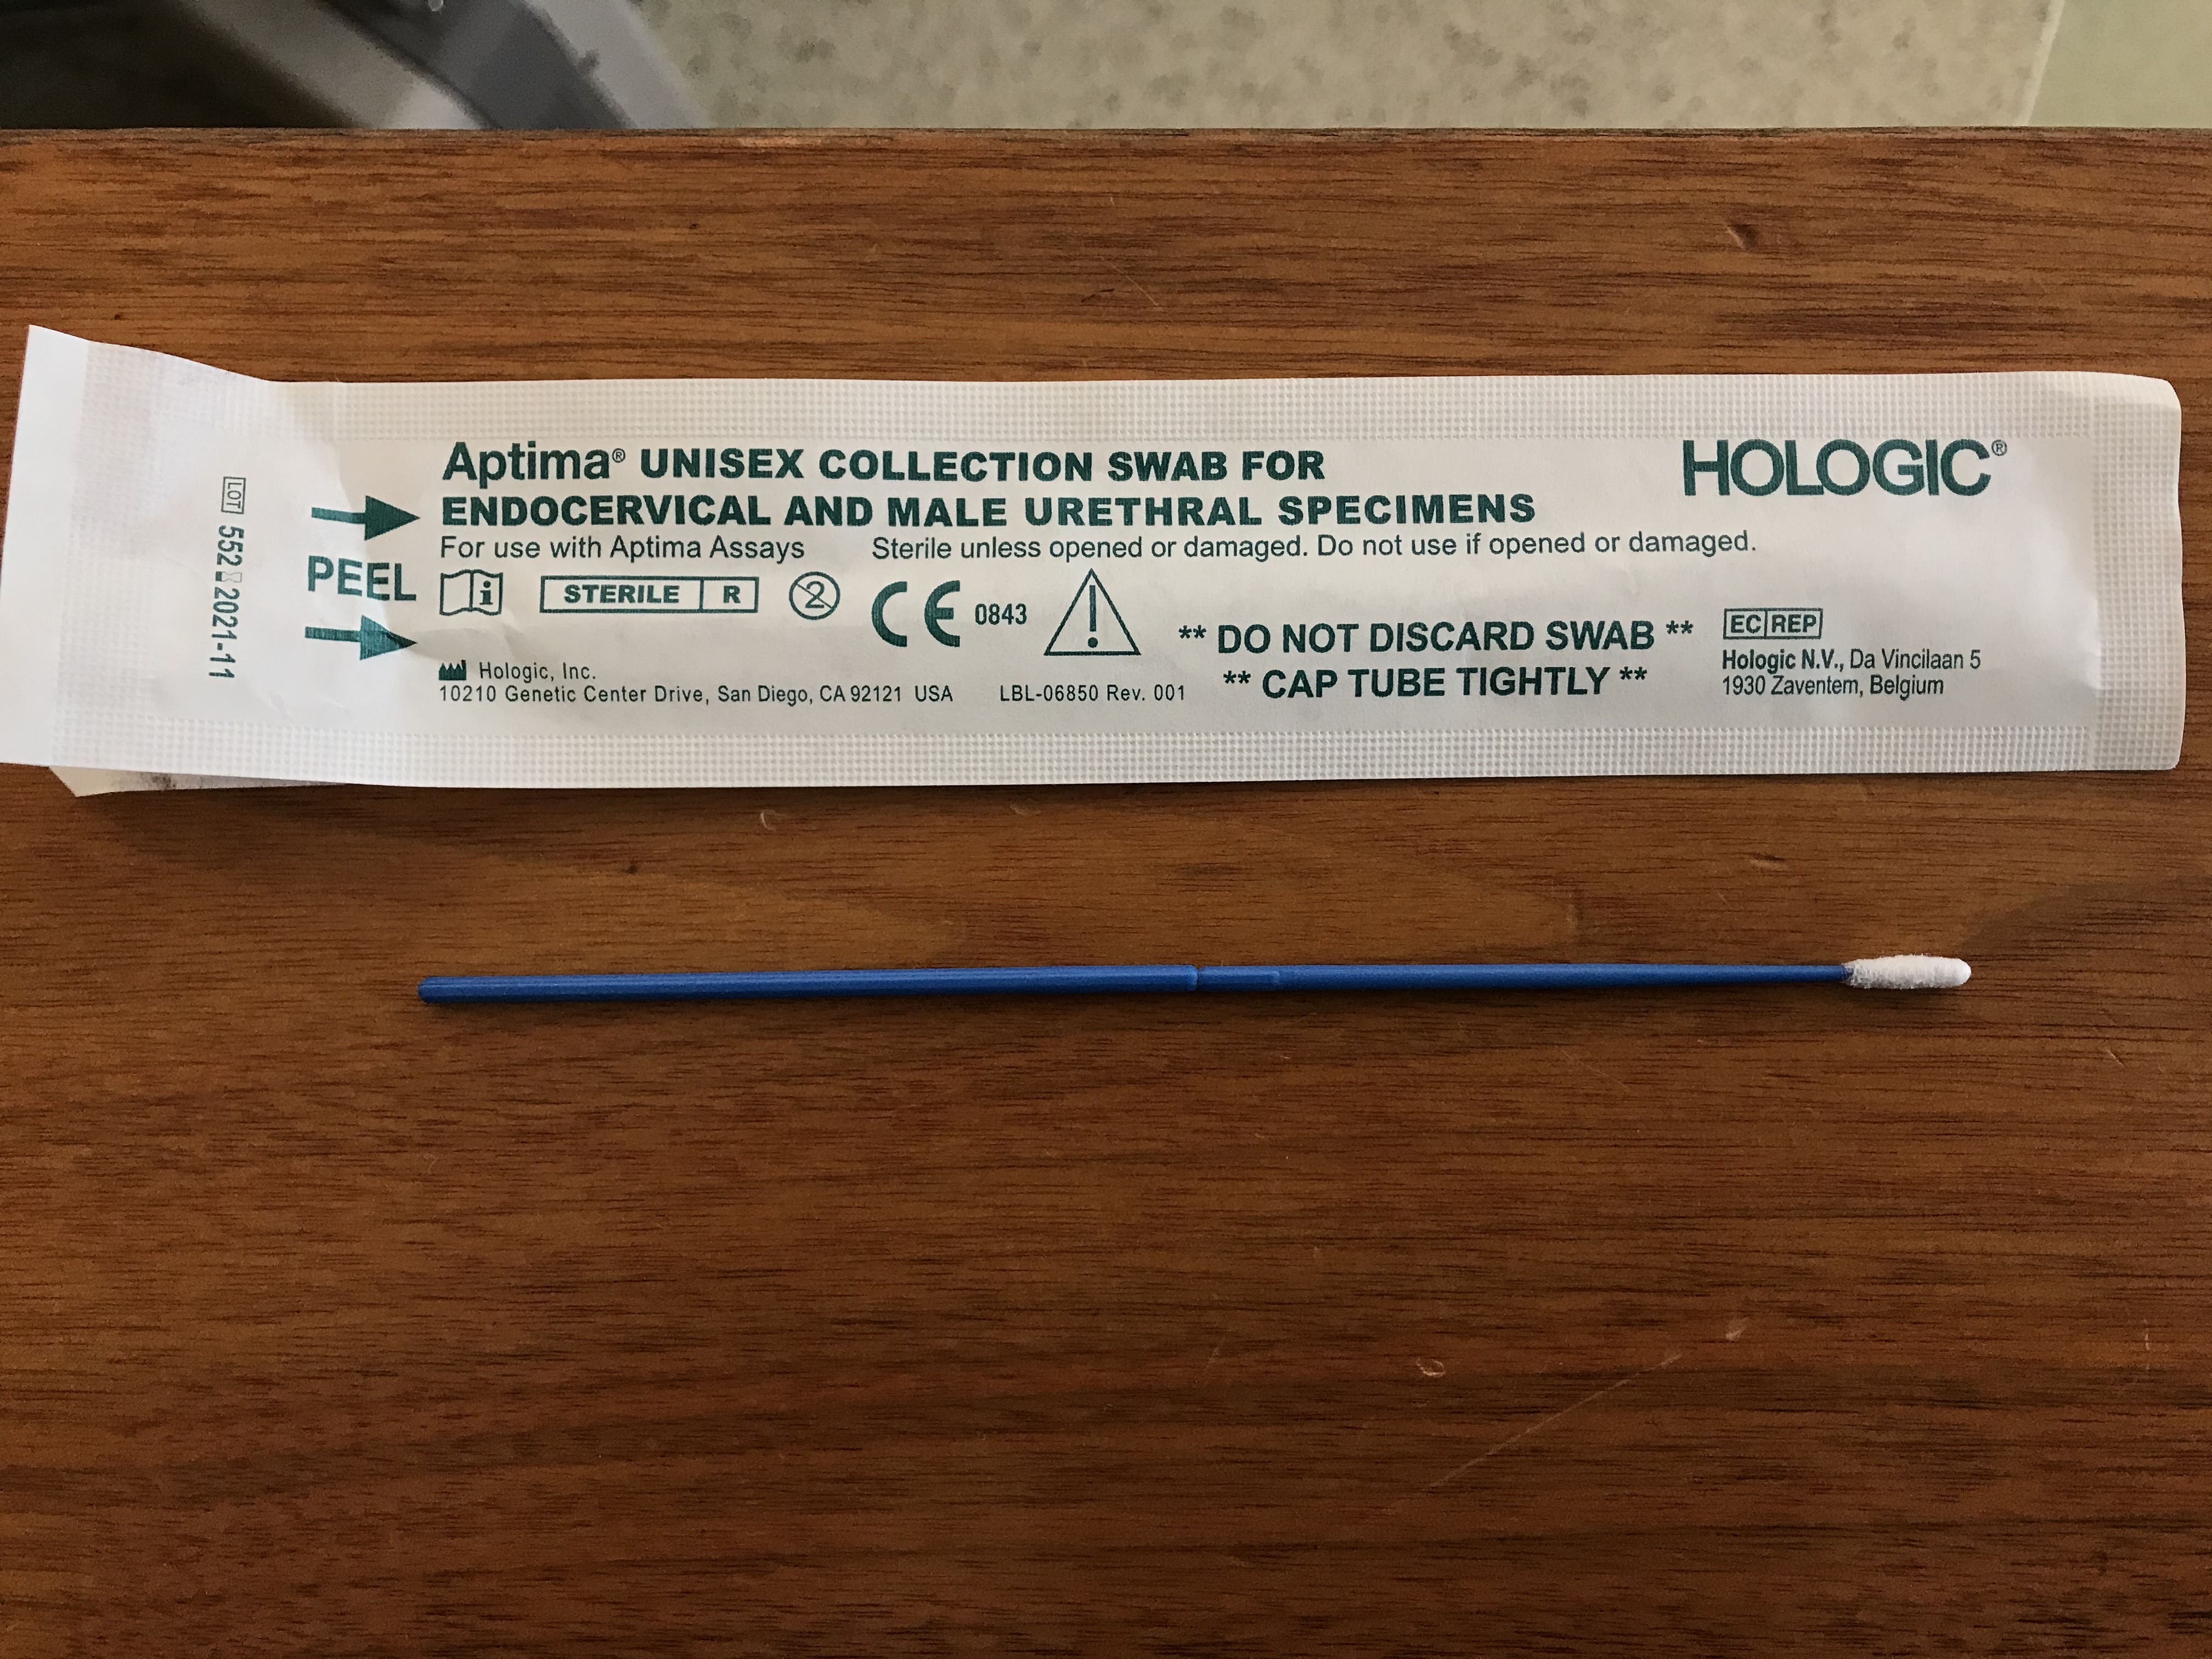 Aptima® UNISEX COLLECTION SWAB FOR
ENDOCERVICAL AND MALE URETHRAL SPECIMENS
HOLOGIC®
For use with Aptima Assays
Sterile unless opened or damaged. Do not use if opened or damaged.
LOT 552 2021-11
PEEL
STERILE R
2
CE 0843
** DO NOT DISCARD SWAB **
** CAP TUBE TIGHTLY **
EC REP
Hologic N.V., Da Vincilaan 5
1930 Zaventem, Belgium
Hologic, Inc.
10210 Genetic Center Drive, San Diego, CA 92121 USA
LBL-06850 Rev. 001